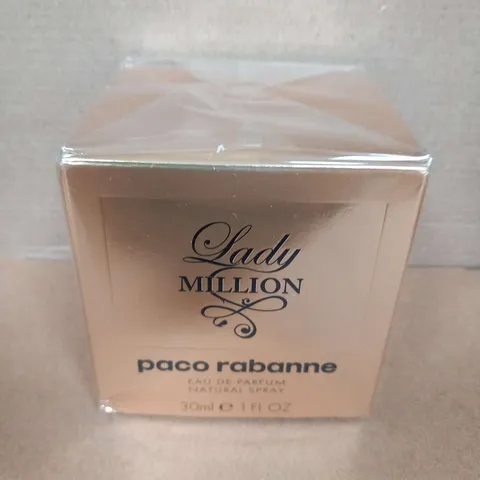 Lady
MILLION
paco rabanne
EAU DE PARFUM
NATURAL SPRAY
30ml ℮ 1 FL OZ